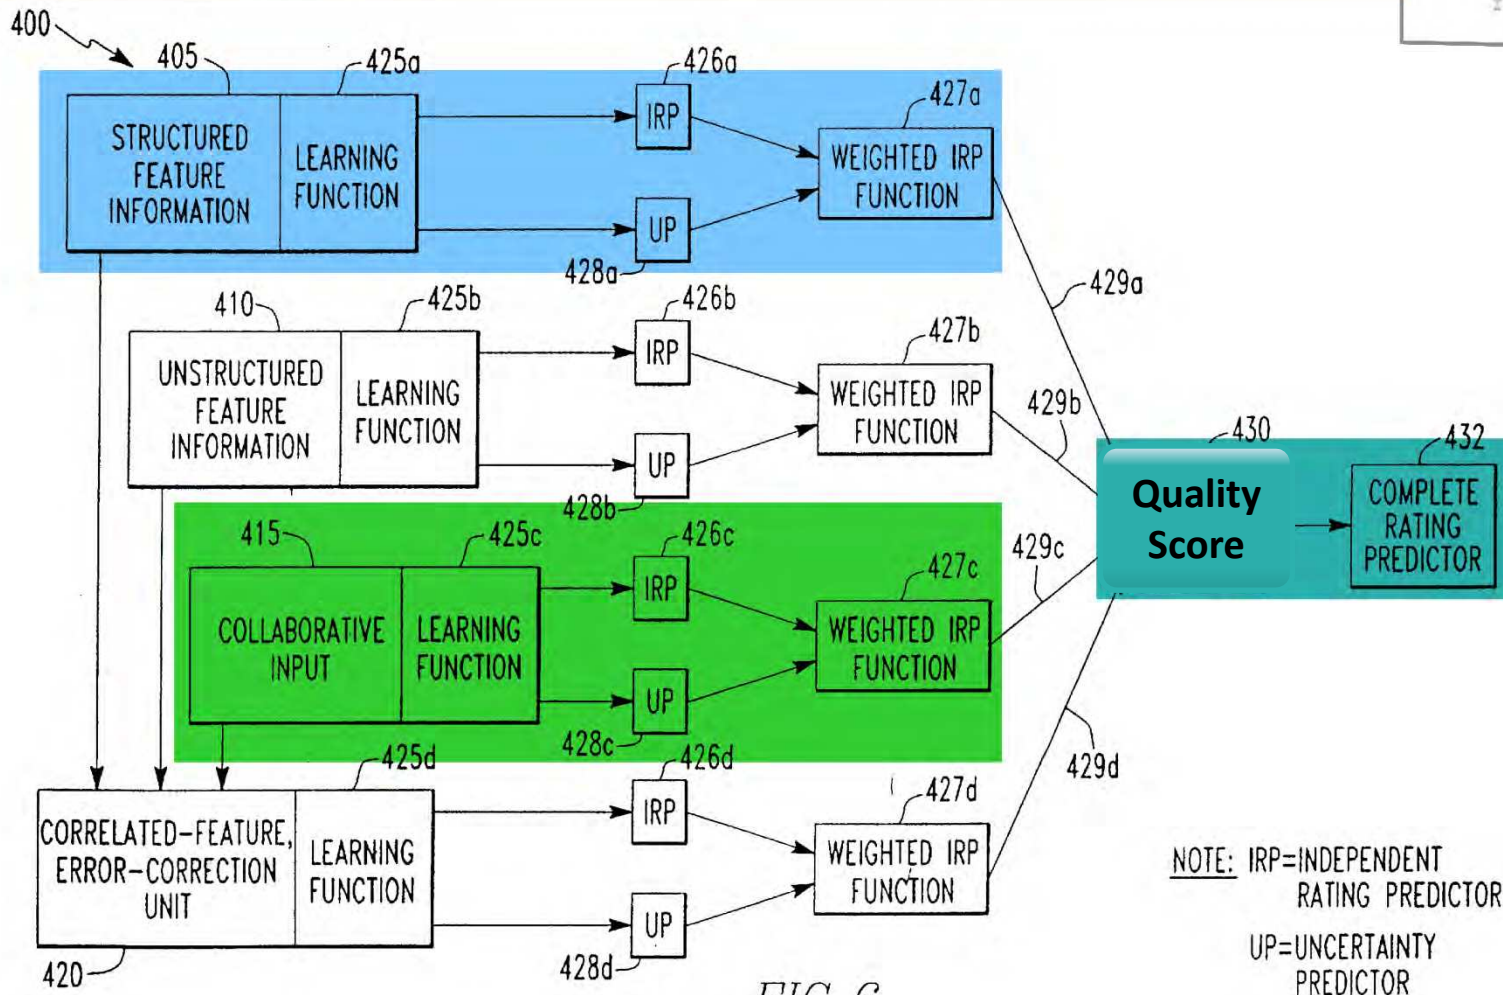 400
405
425a
426a
427a
STRUCTURED
FEATURE
INFORMATION
LEARNING
FUNCTION
IRP
WEIGHTED IRP
FUNCTION
UP
428a
429a
410
425b
426b
427b
UNSTRUCTURED
FEATURE
INFORMATION
LEARNING
FUNCTION
IRP
WEIGHTED IRP
FUNCTION
UP
428b
429b
430
432
Quality
Score
COMPLETE
RATING
PREDICTOR
415
425c
426c
427c
429c
COLLABORATIVE
INPUT
LEARNING
FUNCTION
IRP
WEIGHTED IRP
FUNCTION
UP
428c
425d
426d
427d
429d
CORRELATED-FEATURE,
ERROR-CORRECTION
UNIT
LEARNING
FUNCTION
IRP
WEIGHTED IRP
FUNCTION
UP
428d
420
NOTE: IRP=INDEPENDENT
RATING PREDICTOR
UP=UNCERTAINTY
PREDICTOR
FIG. 6